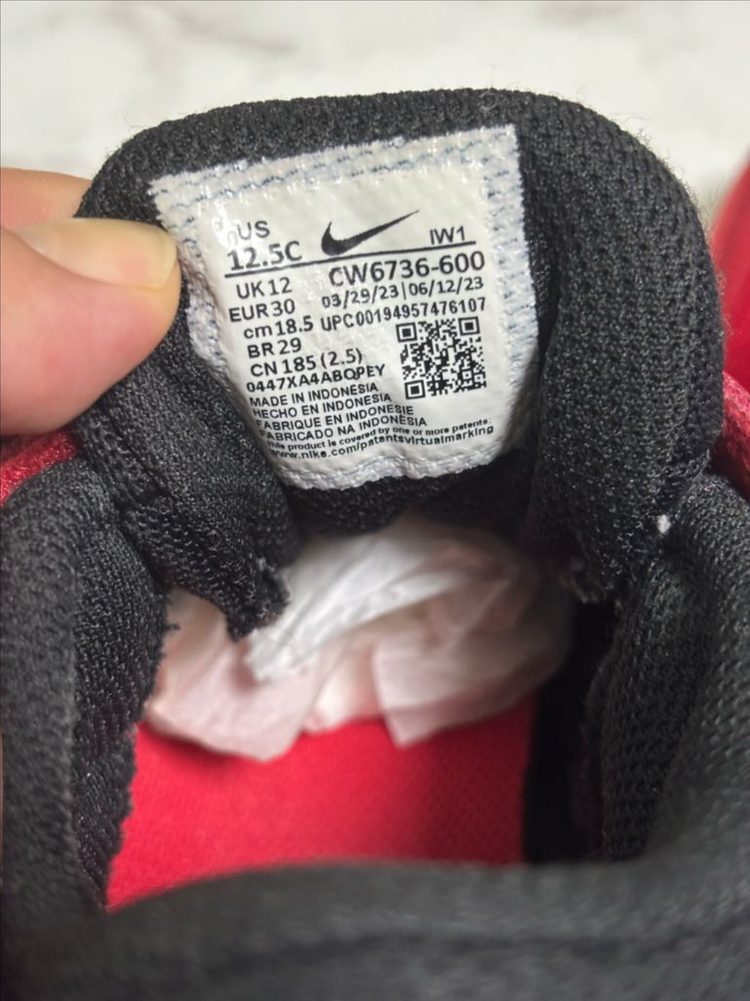 US
12.5C
IW1
UK 12
CW6736-600
EUR 30
03/29/23|06/12/23
cm 18.5
UPC00194957476107
BR 29
CN 185 (2.5)
0447XA4ABQPEY
MADE IN INDONESIA
HECHO EN INDONESIA
FABRIQUE EN INDONESIE
FABRICADO NA INDONESIA
This product is covered by one or more patents.
www.nike.com/patentsvirtualmarking